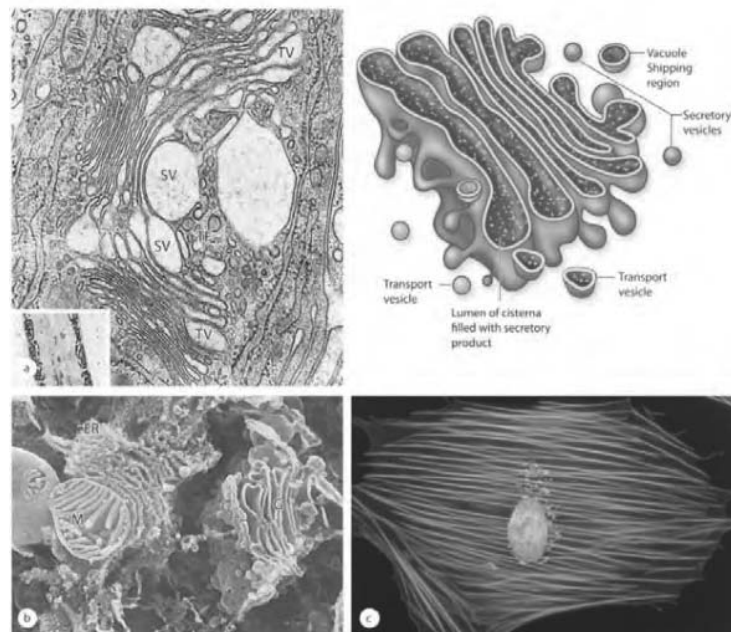 TV
SV
SV
TV
a
Vacuole
Shipping
region
Secretory
vesicles
Transport
vesicle
Transport
vesicle
Lumen of cisterna
filled with secretory
product
RER
M
G
b
c